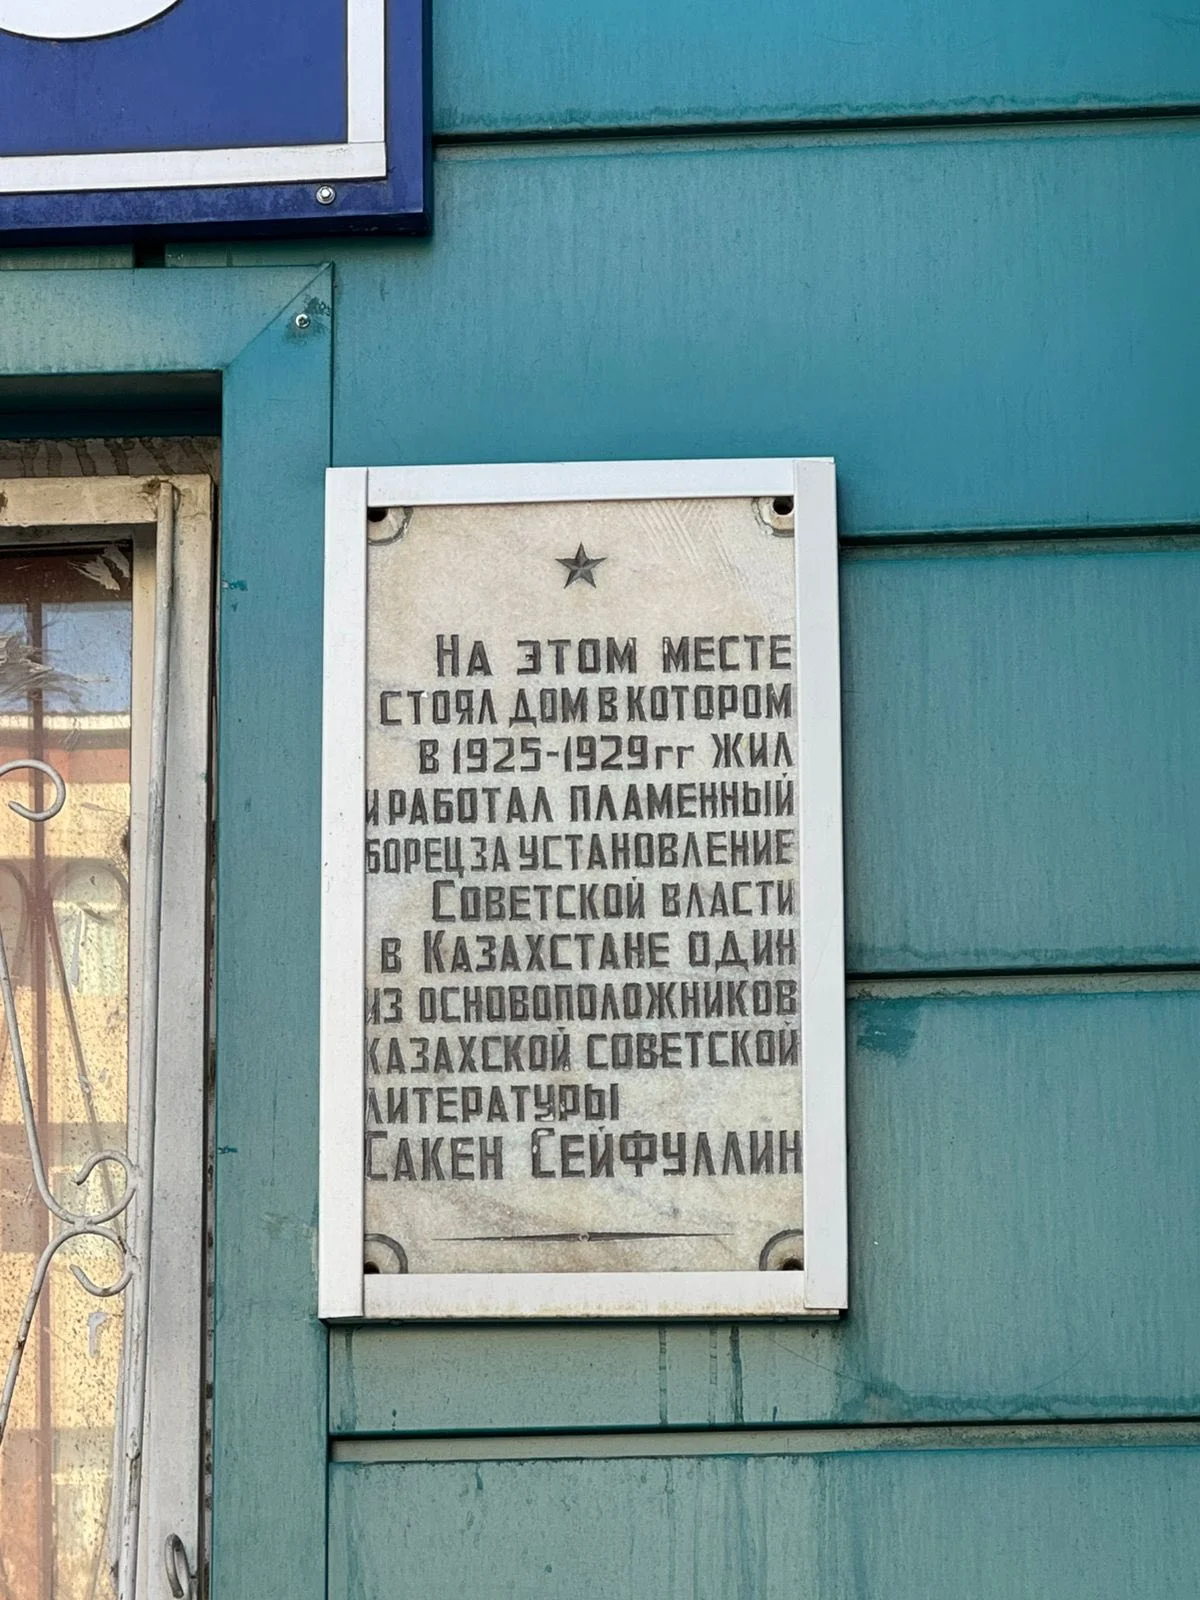 На этом месте
стоял дом в котором
в 1925-1929 гг жил
и работал пламенный
борец за установление
Советской власти
в Казахстане один
из основоположников
казахской советской
литературы
Сакен Сейфуллин